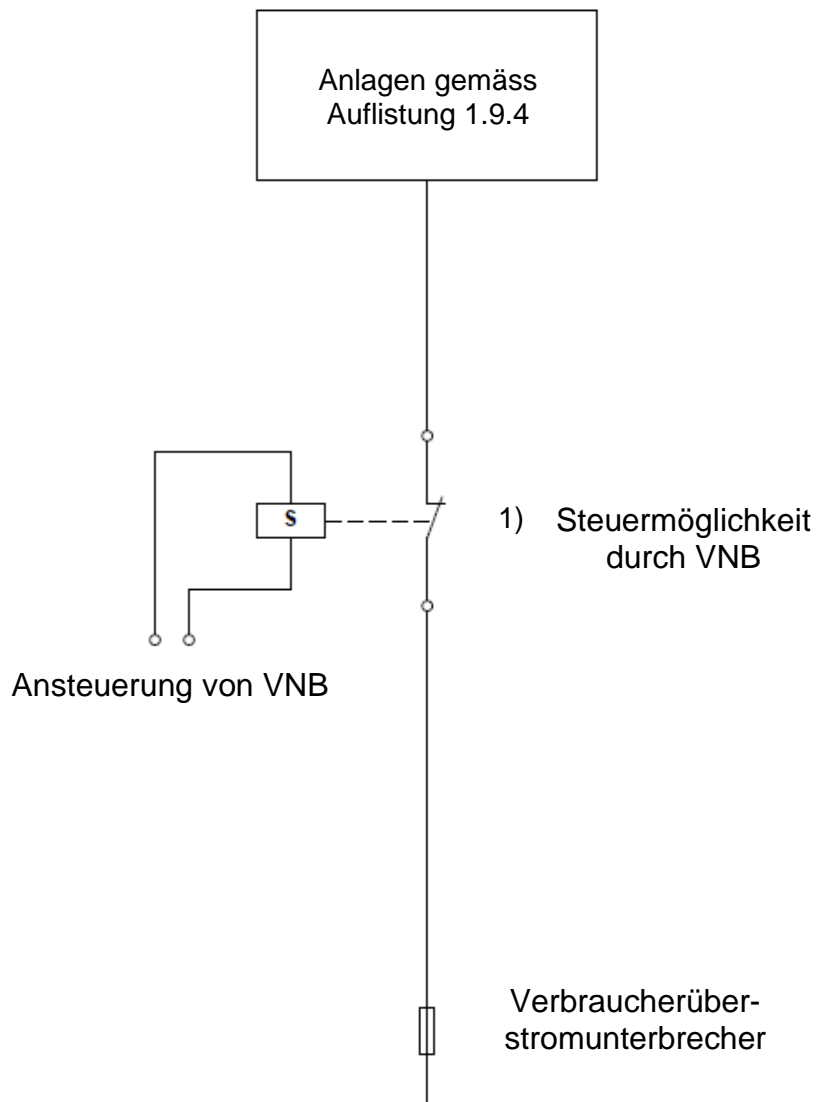 Anlagen gemäss
Auflistung 1.9.4
S
1) Steuermöglichkeit
durch VNB
Ansteuerung von VNB
Verbraucherüber-
stromunterbrecher